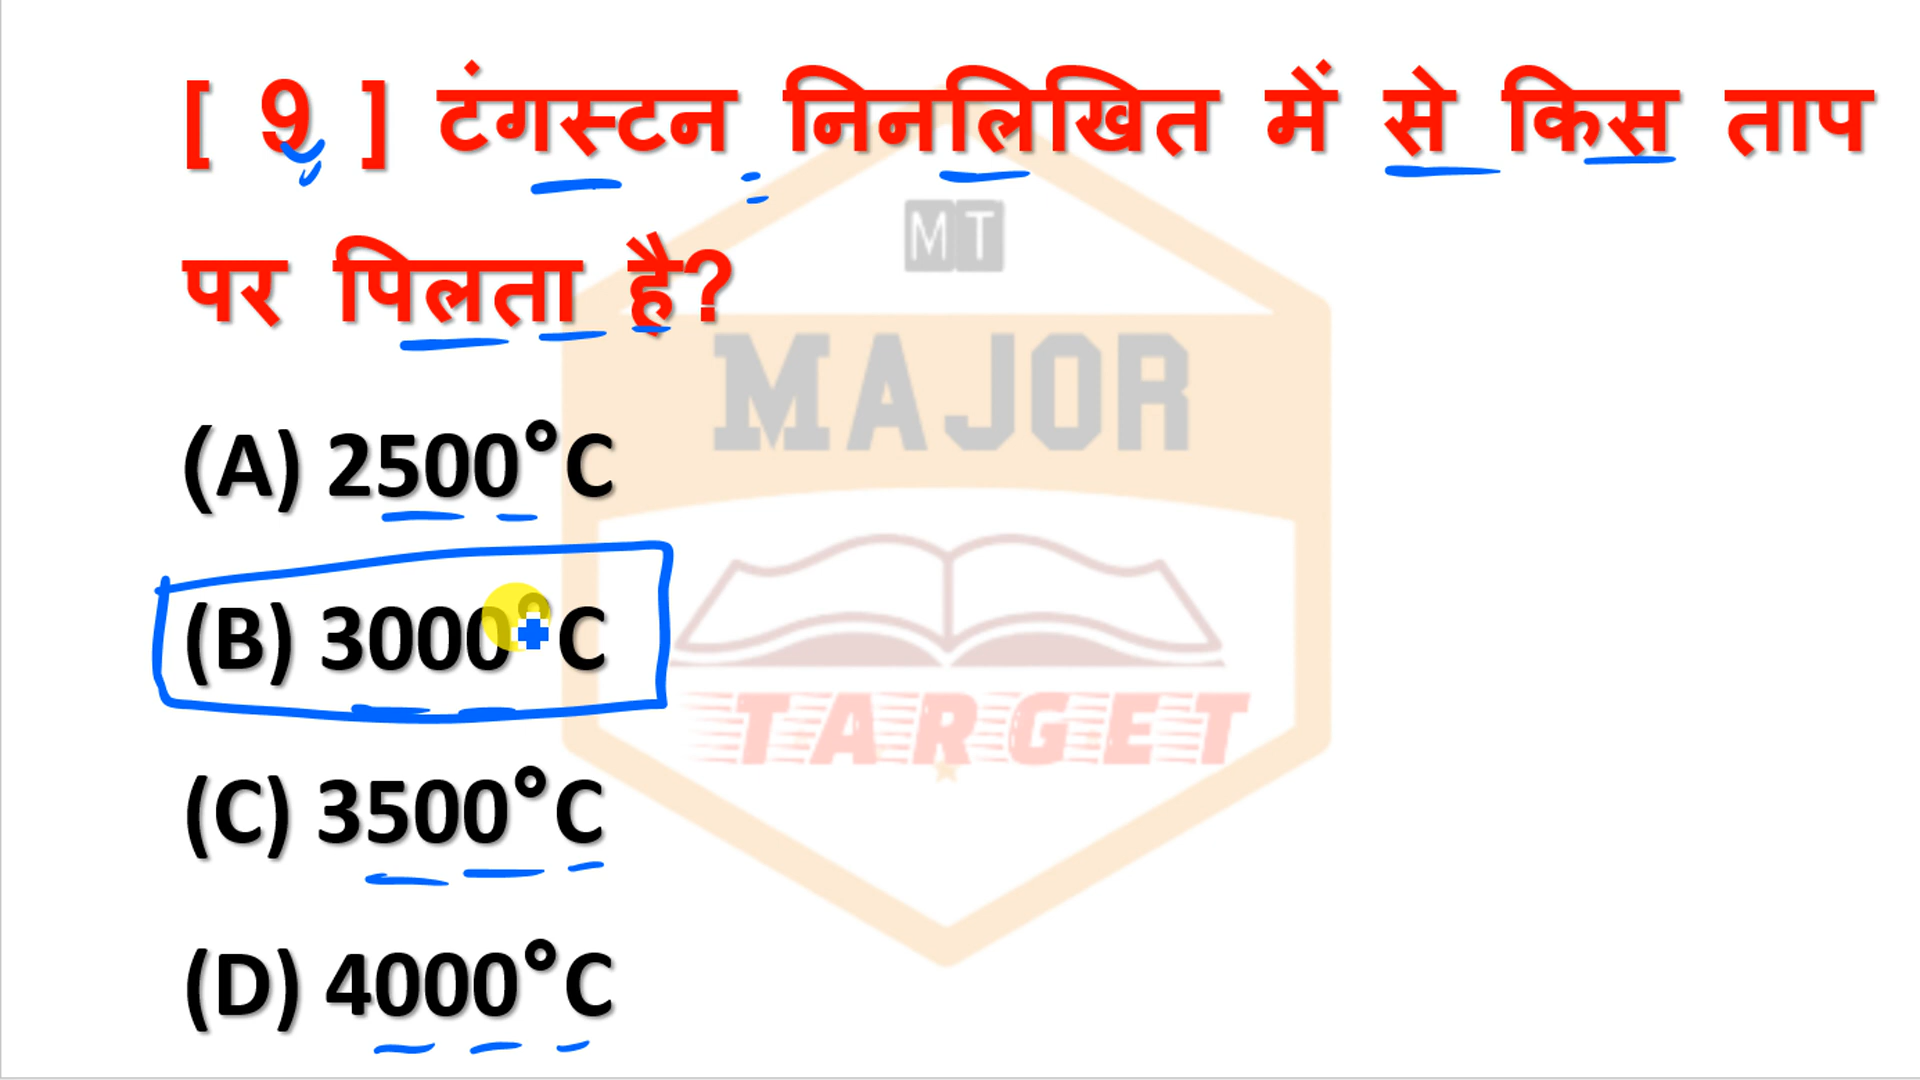 [ 9 ] टंगस्टन निनलिखित में से किस ताप
पर पिलता है?
MT
MAJOR
(A) 2500°C
(B) 3000°C
TARGET
(C) 3500°C
(D) 4000°C